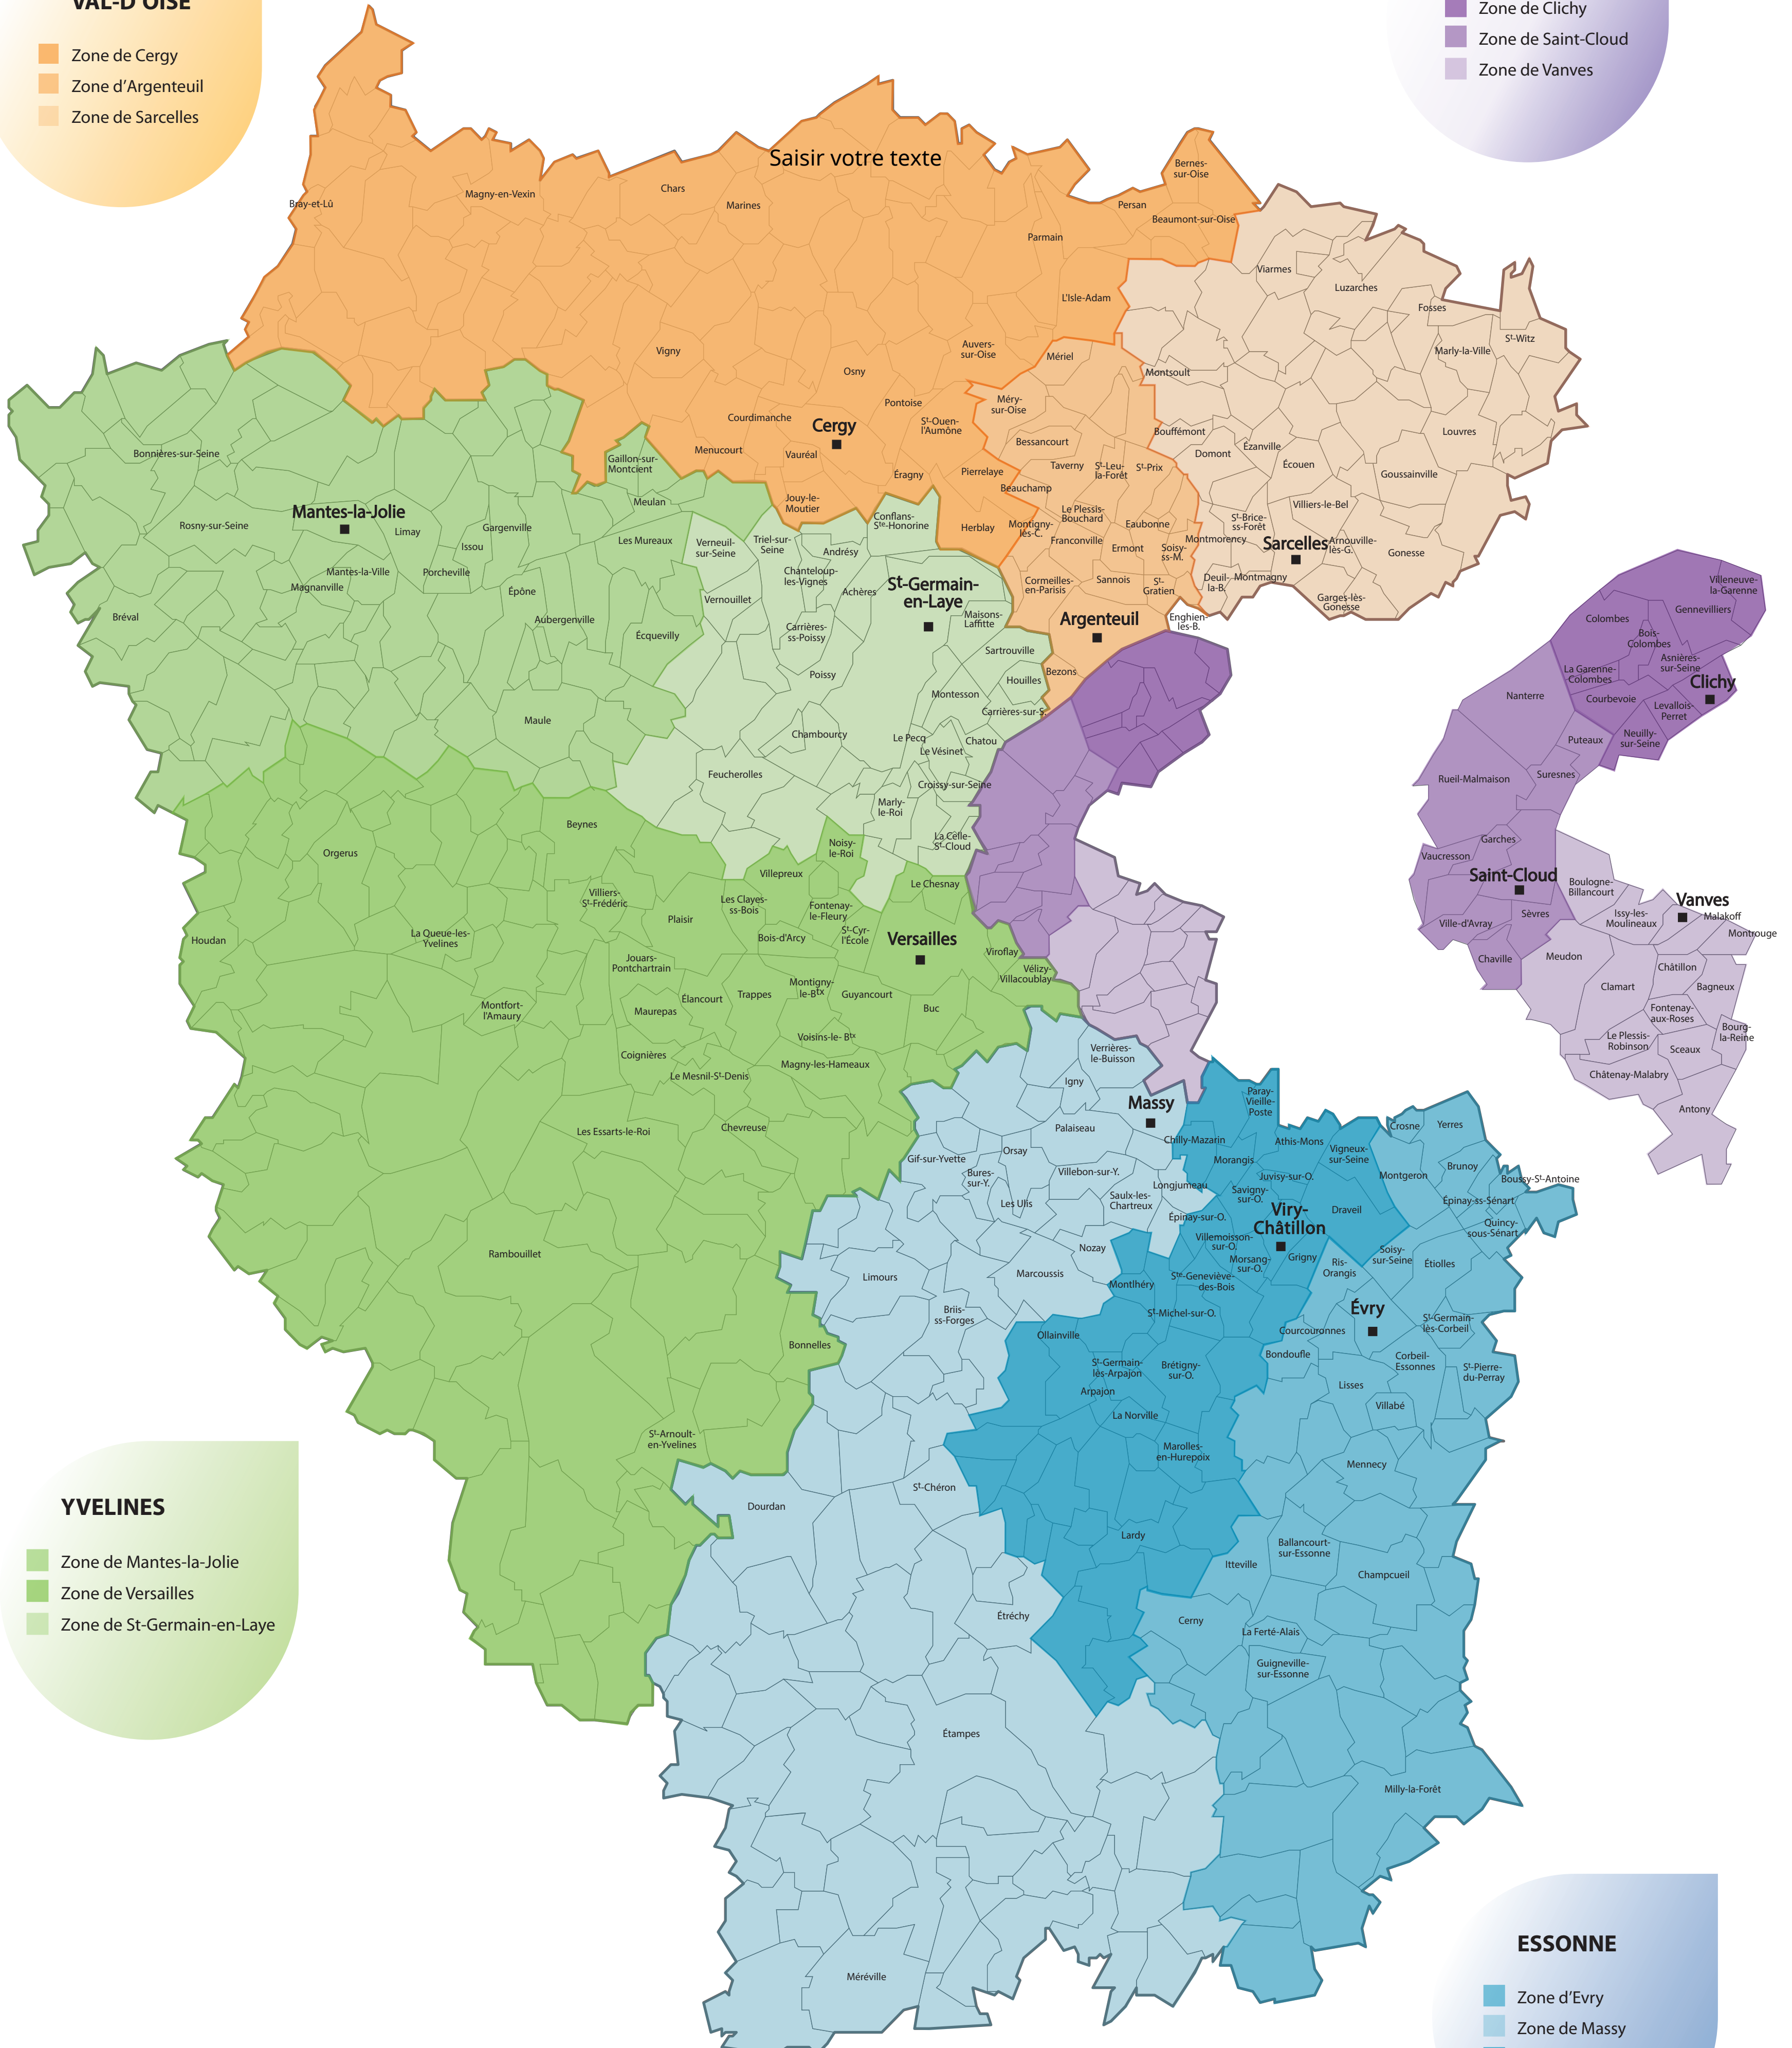 VAL-D'OISE
Zone de Cergy
Zone d'Argenteuil
Zone de Sarcelles
Zone de Clichy
Zone de Saint-Cloud
Zone de Vanves
Saisir votre texte
Bray-et-Lû
Magny-en-Vexin
Chars
Marines
Bernes-
sur-Oise
Persan
Beaumont-sur-Oise
Parmain
L'Isle-Adam
Vigny
Osny
Auvers-
sur-Oise
Pontoise
Courdimanche
Cergy
St-Ouen-
l'Aumône
Menucourt
Vauréal
Éragny
Pierrelaye
Jouy-le-
Moutier
Herblay
Mériel
Méry-
sur-Oise
Bessancourt
Taverny
St-Leu-
la-Forêt
St-Prix
Beauchamp
Le Plessis-
Bouchard
Montigny-
lès-C.
Franconville
Eaubonne
Ermont
Soisy-
ss-M.
Cormeilles-
en-Parisis
Sannois
St-
Gratien
Argenteuil
Enghien-
les-B.
Bezons
Viarmes
Luzarches
Fosses
St-Witz
Marly-la-Ville
Montsoult
Bouffémont
Domont
Ézanville
Écouen
Louvres
Goussainville
Villiers-le-Bel
St-Brice-
ss-Forêt
Montmorency
Sarcelles
Arnouville-
lès-G.
Gonesse
Deuil-
la-B.
Montmagny
Garges-lès-
Gonesse
Bonnières-sur-Seine
Gaillon-sur-
Montcient
Mantes-la-Jolie
Meulan
Rosny-sur-Seine
Limay
Gargenville
Issou
Les Mureaux
Mantes-la-Ville
Porcheville
Magnanville
Épône
Bréval
Aubergenville
Écquevilly
Maule
Conflans-
Ste-Honorine
Verneuil-
sur-Seine
Triel-sur-
Seine
Andrésy
Chanteloup-
les-Vignes
Achères
St-Germain-
en-Laye
Vernouillet
Maisons-
Laffitte
Carrières-
ss-Poissy
Sartrouville
Poissy
Houilles
Montesson
Carrières-sur-S.
Chambourcy
Le Pecq
Chatou
Le Vésinet
Feucherolles
Croissy-sur-Seine
Marly-
le-Roi
La Celle-
St-Cloud
Beynes
Orgerus
Noisy-
le-Roi
Villepreux
Le Chesnay
Villiers-
St-Frédéric
Les Clayes-
ss-Bois
Fontenay-
le-Fleury
Plaisir
Houdan
La Queue-les-
Yvelines
Bois-d'Arcy
St-Cyr-
l'École
Versailles
Viroflay
Vélizy-
Villacoublay
Jouars-
Pontchartrain
Montfort-
l'Amaury
Maurepas
Élancourt
Trappes
Montigny-
le-Btx
Guyancourt
Buc
Voisins-le- Btx
Coignières
Magny-les-Hameaux
Le Mesnil-St-Denis
Les Essarts-le-Roi
Chevreuse
Rambouillet
Bonnelles
St-Arnoult-
en-Yvelines
Villeneuve-
la-Garenne
Gennevilliers
Colombes
Bois-
Colombes
Asnières-
sur-Seine
La Garenne-
Colombes
Clichy
Courbevoie
Levallois-
Perret
Neuilly-
sur-Seine
Nanterre
Puteaux
Suresnes
Rueil-Malmaison
Garches
Vaucresson
Saint-Cloud
Boulogne-
Billancourt
Sèvres
Ville-d'Avray
Chaville
Vanves
Issy-les-
Moulineaux
Malakoff
Montrouge
Meudon
Châtillon
Clamart
Bagneux
Fontenay-
aux-Roses
Bourg-
la-Reine
Le Plessis-
Robinson
Sceaux
Châtenay-Malabry
Antony
Verrières-
le-Buisson
Igny
Massy
Palaiseau
Orsay
Gif-sur-Yvette
Bures-
sur-Y.
Villebon-sur-Y.
Longjumeau
Les Ulis
Saulx-les-
Chartreux
Nozay
Limours
Marcoussis
Briis-
ss-Forges
St-Chéron
Dourdan
Étréchy
Étampes
Méréville
Paray-
Vieille-
Poste
Chilly-Mazarin
Athis-Mons
Morangis
Vigneux-
sur-Seine
Juvisy-sur-O.
Savigny-
sur-O.
Viry-
Châtillon
Draveil
Épinay-sur-O.
Villemoisson-
sur-O.
Morsang-
sur-O.
Grigny
Ste-Geneviève-
des-Bois
Montlhéry
St-Michel-sur-O.
Ollainville
St-Germain-
lès-Arpajon
Brétigny-
sur-O.
Arpajon
La Norville
Marolles-
en-Hurepoix
Lardy
Crosne
Yerres
Montgeron
Brunoy
Boussy-St-Antoine
Épinay-ss-Sénart
Quincy-
sous-Sénart
Soisy-
sur-Seine
Étiolles
Ris-
Orangis
Évry
St-Germain-
lès-Corbeil
Courcouronnes
Bondoufle
Corbeil-
Essonnes
St-Pierre-
du-Perray
Lisses
Villabé
Mennecy
Ballancourt-
sur-Essonne
Itteville
Champcueil
Cerny
La Ferté-Alais
Guigneville-
sur-Essonne
Milly-la-Forêt
YVELINES
Zone de Mantes-la-Jolie
Zone de Versailles
Zone de St-Germain-en-Laye
ESSONNE
Zone d'Evry
Zone de Massy